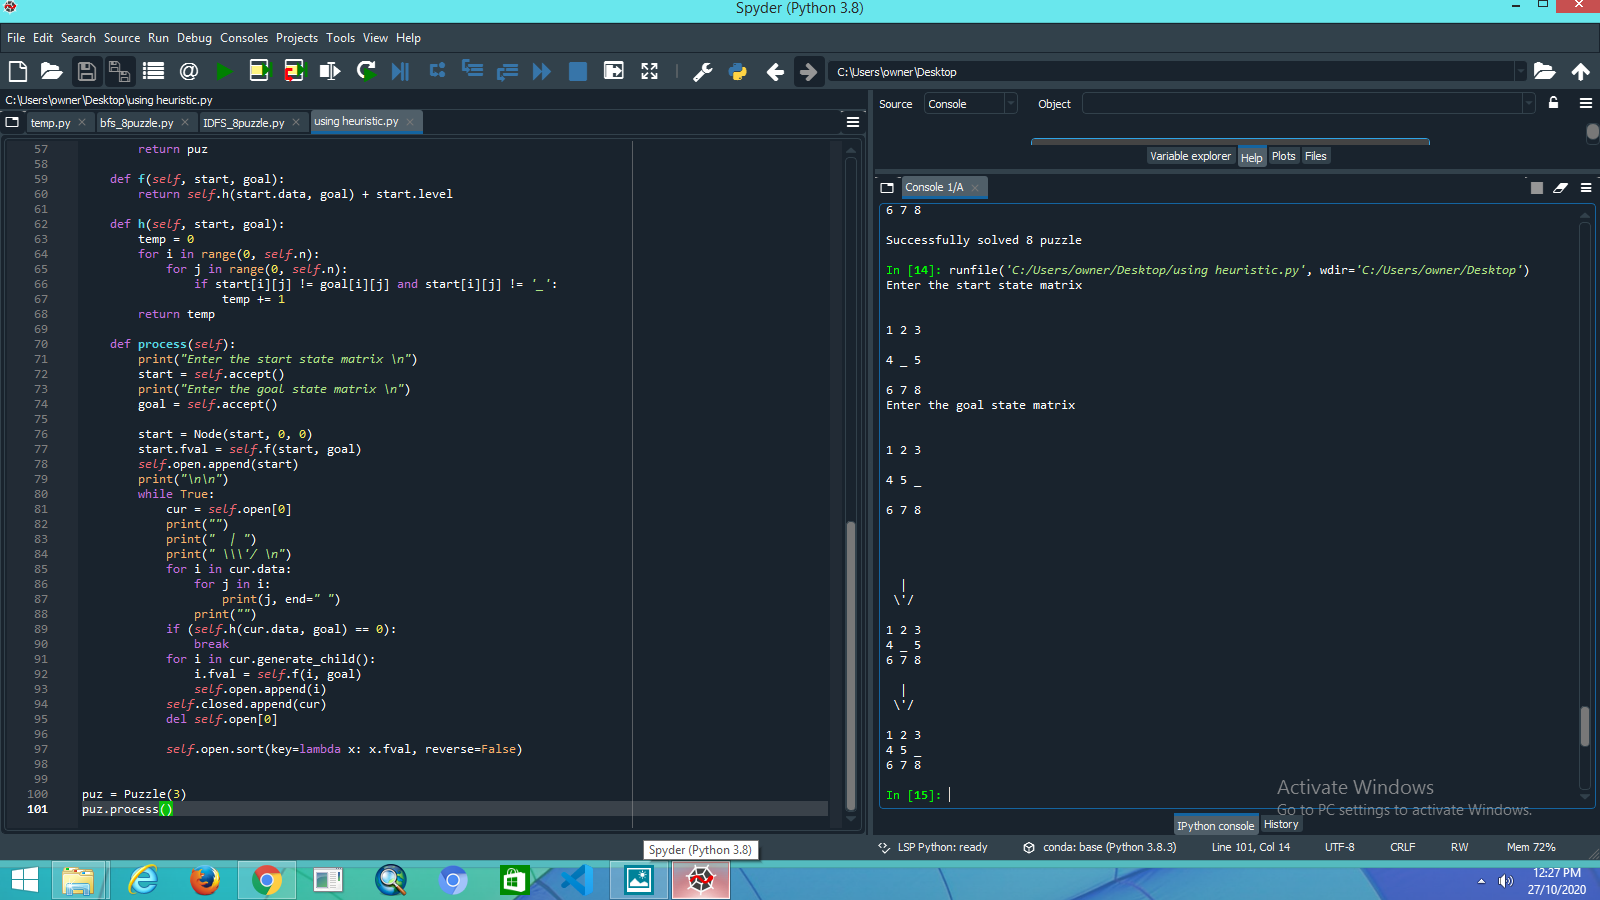 Spyder (Python 3.8)
File Edit Search Source Run Debug Consoles Projects Tools View Help
C:\Users\owner\Desktop
C:\Users\owner\Desktop\using heuristic.py
temp.py bfs_8puzzle.py IDFS_8puzzle.py using heuristic.py
57 return puz
58
59 def f(self, start, goal):
60 return self.h(start.data, goal) + start.level
61
62 def h(self, start, goal):
63 temp = 0
64 for i in range(0, self.n):
65 for j in range(0, self.n):
66 if start[i][j] != goal[i][j] and start[i][j] != '_':
67 temp += 1
68 return temp
69
70 def process(self):
71 print("Enter the start state matrix \n")
72 start = self.accept()
73 print("Enter the goal state matrix \n")
74 goal = self.accept()
75
76 start = Node(start, 0, 0)
77 start.fval = self.f(start, goal)
78 self.open.append(start)
79 print("\n\n")
80 while True:
81 cur = self.open[0]
82 print("")
83 print("  | ")
84 print(" \\\'/ \n")
85 for i in cur.data:
86 for j in i:
87 print(j, end=" ")
88 print("")
89 if (self.h(cur.data, goal) == 0):
90 break
91 for i in cur.generate_child():
92 i.fval = self.f(i, goal)
93 self.open.append(i)
94 self.closed.append(cur)
95 del self.open[0]
96
97 self.open.sort(key=lambda x: x.fval, reverse=False)
98
99
100 puz = Puzzle(3)
101 puz.process()
Source Console Object
Variable explorer Help Plots Files
Console 1/A
6 7 8
Successfully solved 8 puzzle
In [14]: runfile('C:/Users/owner/Desktop/using heuristic.py', wdir='C:/Users/owner/Desktop')
Enter the start state matrix
1 2 3
4 _ 5
6 7 8
Enter the goal state matrix
1 2 3
4 5 _
6 7 8
|
\'/
1 2 3
4 _ 5
6 7 8
|
\'/
1 2 3
4 5 _
6 7 8
In [15]:
Activate Windows
Go to PC settings to activate Windows.
IPython console History
Spyder (Python 3.8)
LSP Python: ready conda: base (Python 3.8.3) Line 101, Col 14 UTF-8 CRLF RW Mem 72%
12:27 PM
27/10/2020